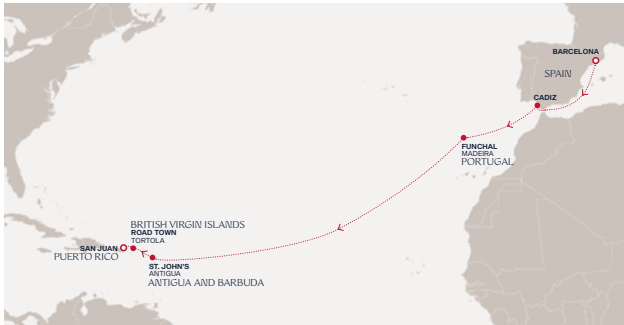 BARCELONA
SPAIN
CADIZ
FUNCHAL
MADEIRA
PORTUGAL
BRITISH VIRGIN ISLANDS
ROAD TOWN
TORTOLA
SAN JUAN
PUERTO RICO
ST. JOHN'S
ANTIGUA
ANTIGUA AND BARBUDA